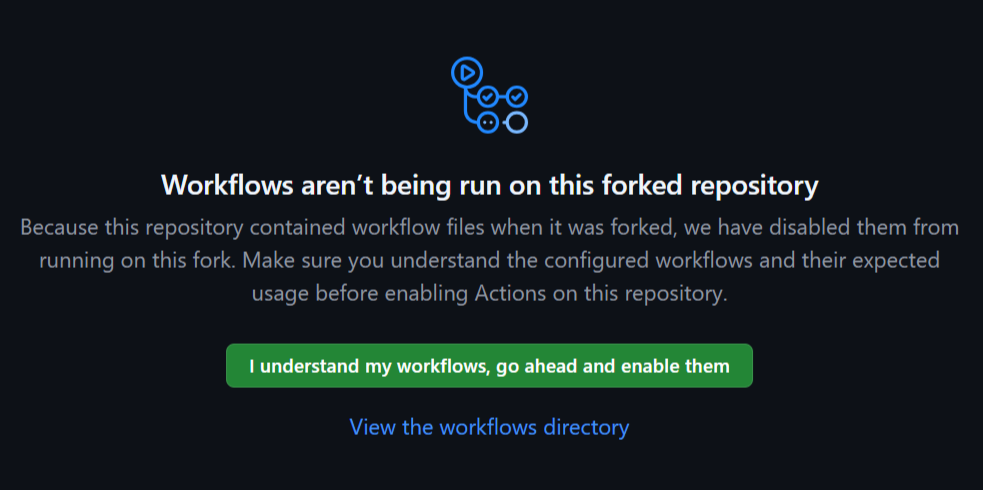 Workflows aren’t being run on this forked repository
Because this repository contained workflow files when it was forked, we have disabled them from
running on this fork. Make sure you understand the configured workflows and their expected
usage before enabling Actions on this repository.
I understand my workflows, go ahead and enable them
View the workflows directory